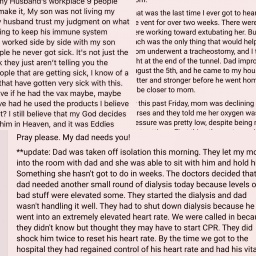 my Husband's workplace 5 people
make it, My son was not living my
husband trust my judgment on what
ing to keep his immune system
worked side by side with my son
ple he never got sick. It's not just the
they just aren't telling you the
ople that are getting sick, I know of a
that have gotten very sick with this.
ve if he had the vax maybe, maybe
ve had he used the products I believe
t? I still believe that my God decides
him in Heaven, and it was Eddies
at was the last time I ever got to hear
e vent for over two weeks. There were
re working toward extubating her. Bu
ch was the only thing that would help
om underwent a tracheostomy, and I
ht at the end of the tunnel. Dad impro
ugust the 5th, and he came to my hou
tter and stronger before he went hom
be closer to mom.
this past Friday, mom was declining
rses and they told me her oxygen was
essure was pretty low, despite being
Pray please. My Dad needs you!
**update: Dad was taken off isolation this morning. They let my mo
into the room with dad and she was able to sit with him and hold h
Something she hasn't got to do in weeks. The doctors decided that
dad needed another small round of dialysis today because levels o
bad stuff were elevated some. They started the dialysis and dad
wasn't handling it well. They had to shut down dialysis because he
went into an extremely elevated heart rate. We were called in becau
they didn't know but thought they may have to start CPR. They did
shock him twice to reset his heart rate. By the time we got to the
hospital they had regained control of his heart rate and had his vita